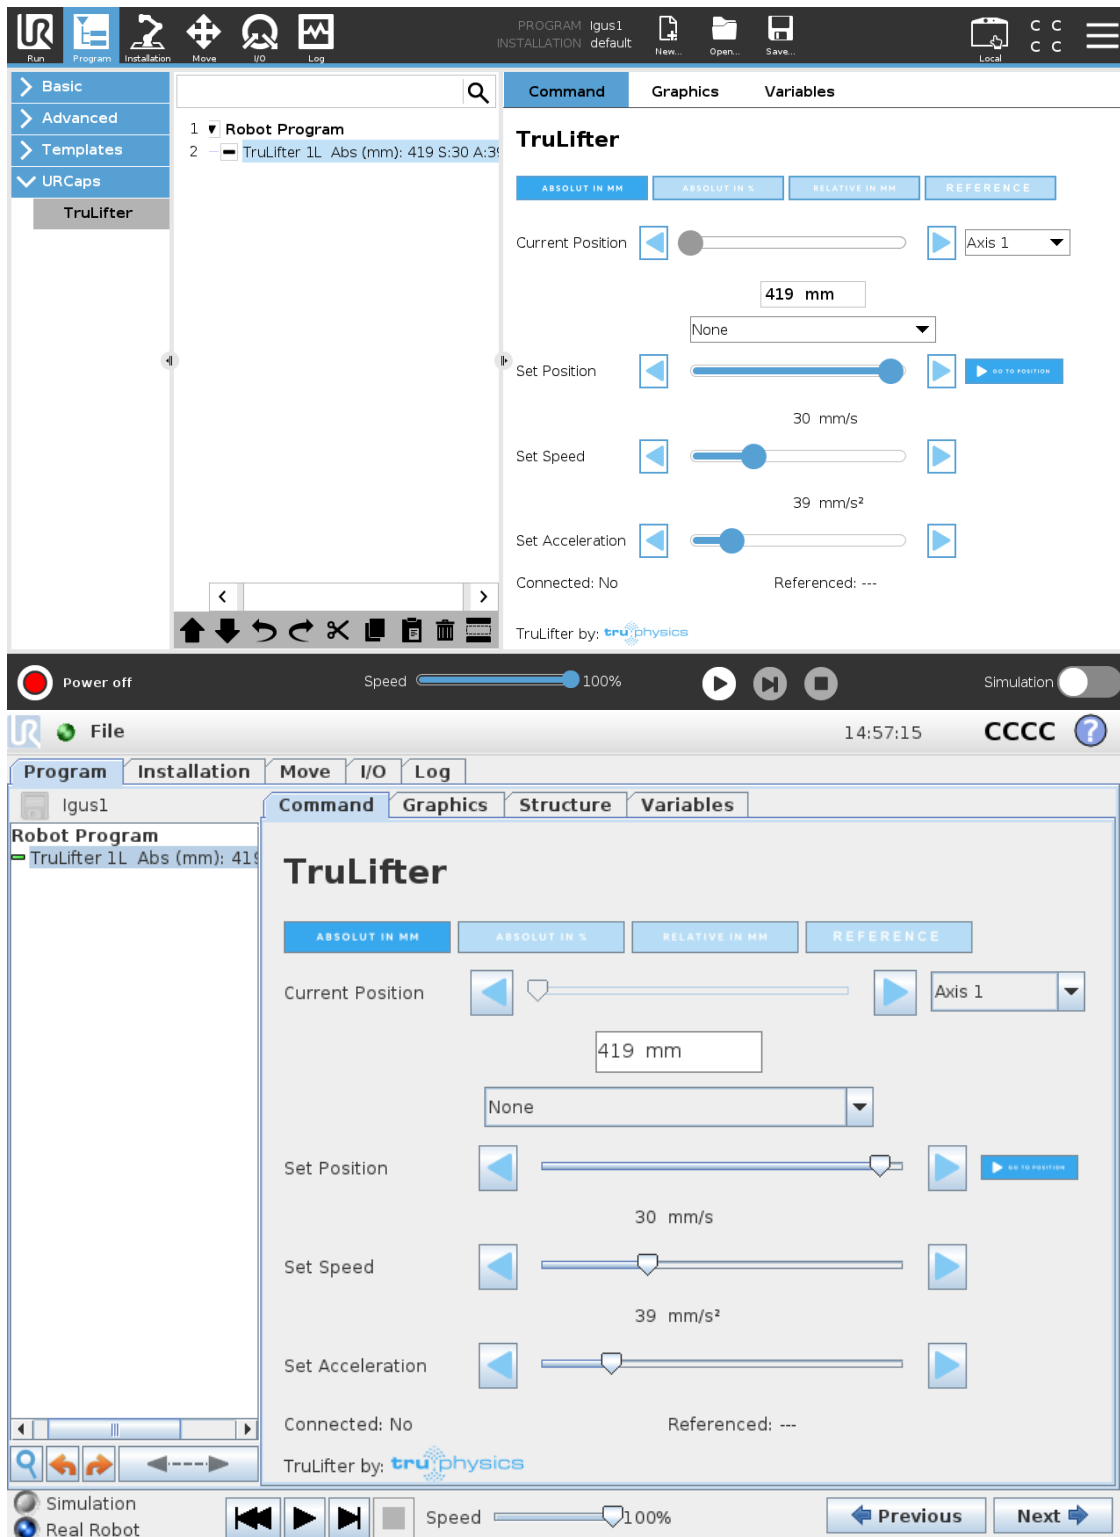 PROGRAM Igus1
INSTALLATION default
Run Program Installation Move I/O Log New... Open... Save... Local
C C
C C
Basic
Advanced
Templates
URCaps
TruLifter
1 Robot Program
2 TruLifter 1L Abs (mm): 419 S:30 A:39
Command Graphics Variables
TruLifter
ABSOLUT IN MM ABSOLUT IN % RELATIVE IN MM REFERENCE
Current Position Axis 1
419 mm
None
Set Position GO TO POSITION
30 mm/s
Set Speed
39 mm/s²
Set Acceleration
Connected: No Referenced: ---
TruLifter by: truphysics
Power off Speed 100% Simulation
File 14:57:15 CCCC ?
Program Installation Move I/O Log
Igus1 Command Graphics Structure Variables
Robot Program
TruLifter 1L Abs (mm): 419
TruLifter
ABSOLUT IN MM ABSOLUT IN % RELATIVE IN MM REFERENCE
Current Position Axis 1
419 mm
None
Set Position GO TO POSITION
30 mm/s
Set Speed
39 mm/s²
Set Acceleration
Connected: No Referenced: ---
TruLifter by: truphysics
Simulation
Real Robot
Speed 100% Previous Next